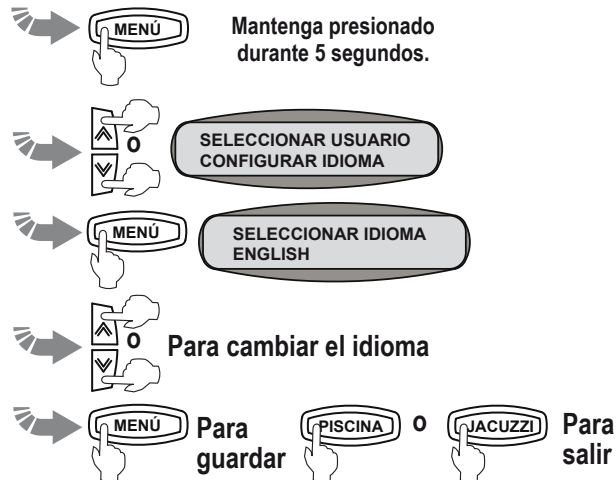 MENÚ
Mantenga presionado
durante 5 segundos.
o
SELECCIONAR USUARIO
CONFIGURAR IDIOMA
MENÚ
SELECCIONAR IDIOMA
ENGLISH
o
Para cambiar el idioma
MENÚ
Para
guardar
PISCINA
o
JACUZZI
Para
salir